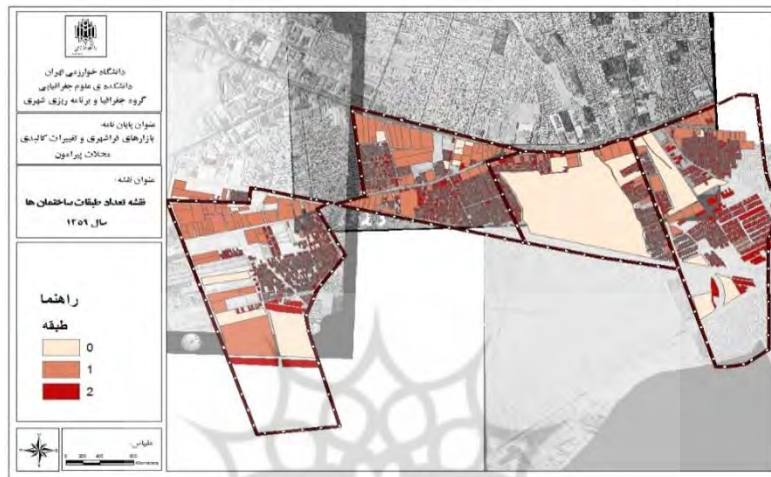 دانشگاه خوارزمی تهران
دانشکده ی علوم جغرافیایی
گروه جغرافیا و برنامه ریزی شهری
عنوان پایان نامه:
بازارهای فراشهری و تغییرات کالبدی
محلات پیرامون
عنوان نقشه:
نقشه تعداد طبقات ساختمان ها
سال ۱۳۵۹
راهنما
طبقه
0
1
2
مقیاس: